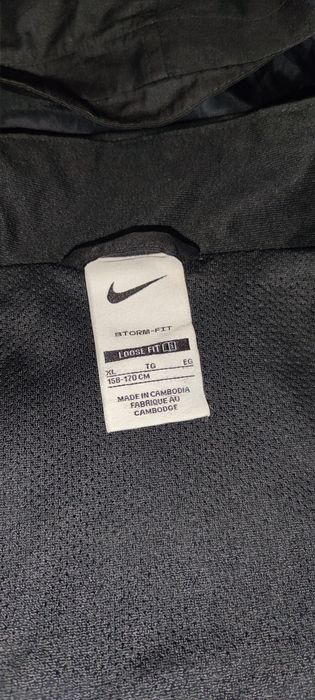 STORM-FIT
LOOSE FIT
XL TG EG
158-170 CM
MADE IN CAMBODIA
FABRIQUE AU
CAMBODGE